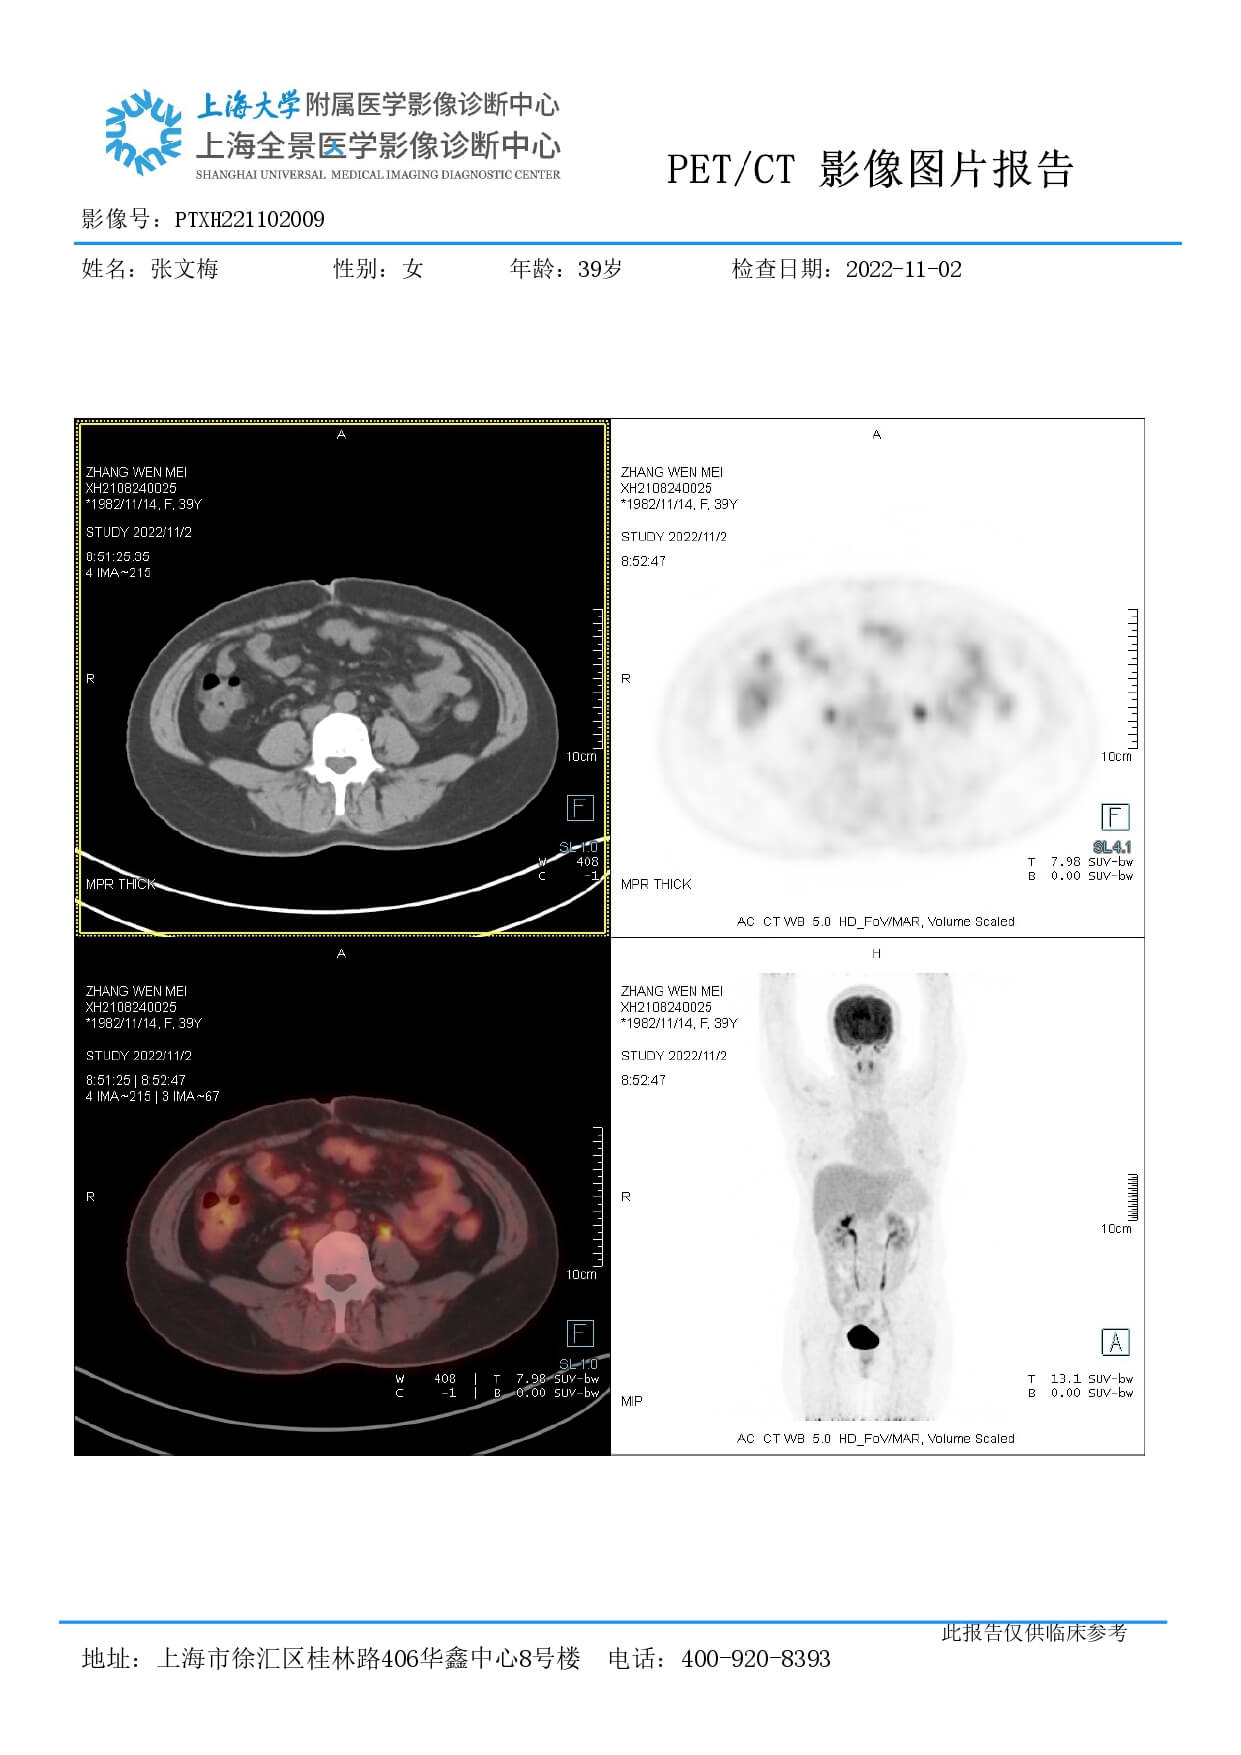 上海大学附属医学影像诊断中心
上海全景医学影像诊断中心
SHANGHAI UNIVERSAL MEDICAL IMAGING DIAGNOSTIC CENTER
PET/CT 影像图片报告
影像号：PTXH221102009
姓名：张文梅 性别：女 年龄：39岁 检查日期：2022-11-02
A
ZHANG WEN MEI
XH2108240025
*1982/11/14, F, 39Y
STUDY 2022/11/2
8:51:25.35
4 IMA~215
R
10cm
F
SL 1.0
W 408
C -1
MPR THICK
A
ZHANG WEN MEI
XH2108240025
*1982/11/14, F, 39Y
STUDY 2022/11/2
8:52:47
R
10cm
F
SL4.1
T 7.98 SUV-bw
B 0.00 SUV-bw
MPR THICK
AC CT WB 5.0 HD_FoV/MAR, Volume Scaled
A
ZHANG WEN MEI
XH2108240025
*1982/11/14, F, 39Y
STUDY 2022/11/2
8:51:25 | 8:52:47
4 IMA~215 | 3 IMA~67
R
10cm
F
SL 1.0
W 408 | T 7.98 SUV-bw
C -1 | B 0.00 SUV-bw
H
ZHANG WEN MEI
XH2108240025
*1982/11/14, F, 39Y
STUDY 2022/11/2
8:52:47
R
10cm
A
T 13.1 SUV-bw
B 0.00 SUV-bw
MIP
AC CT WB 5.0 HD_FoV/MAR, Volume Scaled
此报告仅供临床参考
地址：上海市徐汇区桂林路406华鑫中心8号楼 电话：400-920-8393